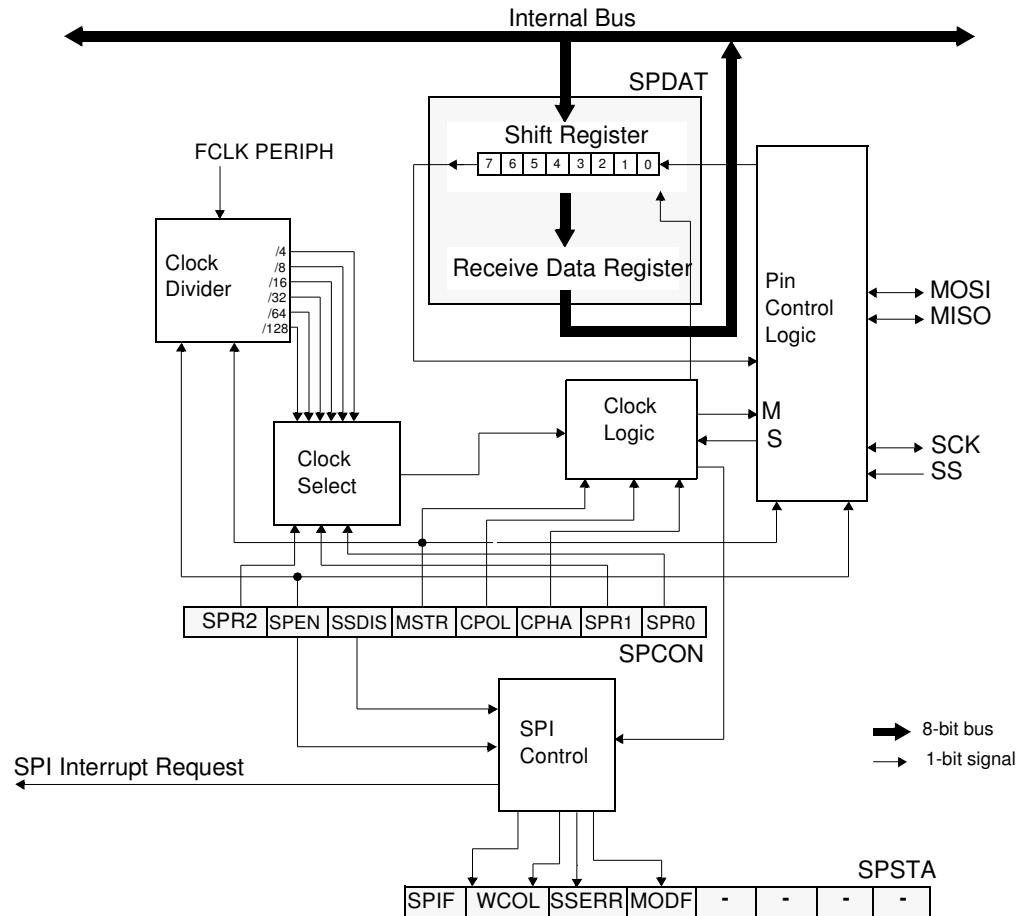 Internal Bus
SPDAT
Shift Register
7 6 5 4 3 2 1 0
FCLK PERIPH
Clock
Divider
/4
/8
/16
/32
/64
/128
Receive Data Register
Pin
Control
Logic
MOSI
MISO
Clock
Logic
M
S
SCK
SS
Clock
Select
SPR2 SPEN SSDIS MSTR CPOL CPHA SPR1 SPR0
SPCON
SPI
Control
8-bit bus
1-bit signal
SPI Interrupt Request
SPSTA
SPIF WCOL SSERR MODF - - - -